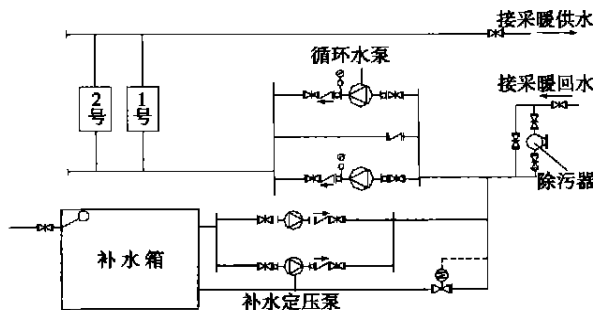 接采暖供水
循环水泵
接采暖回水
2号
1号
除污器
补水箱
补水定压泵